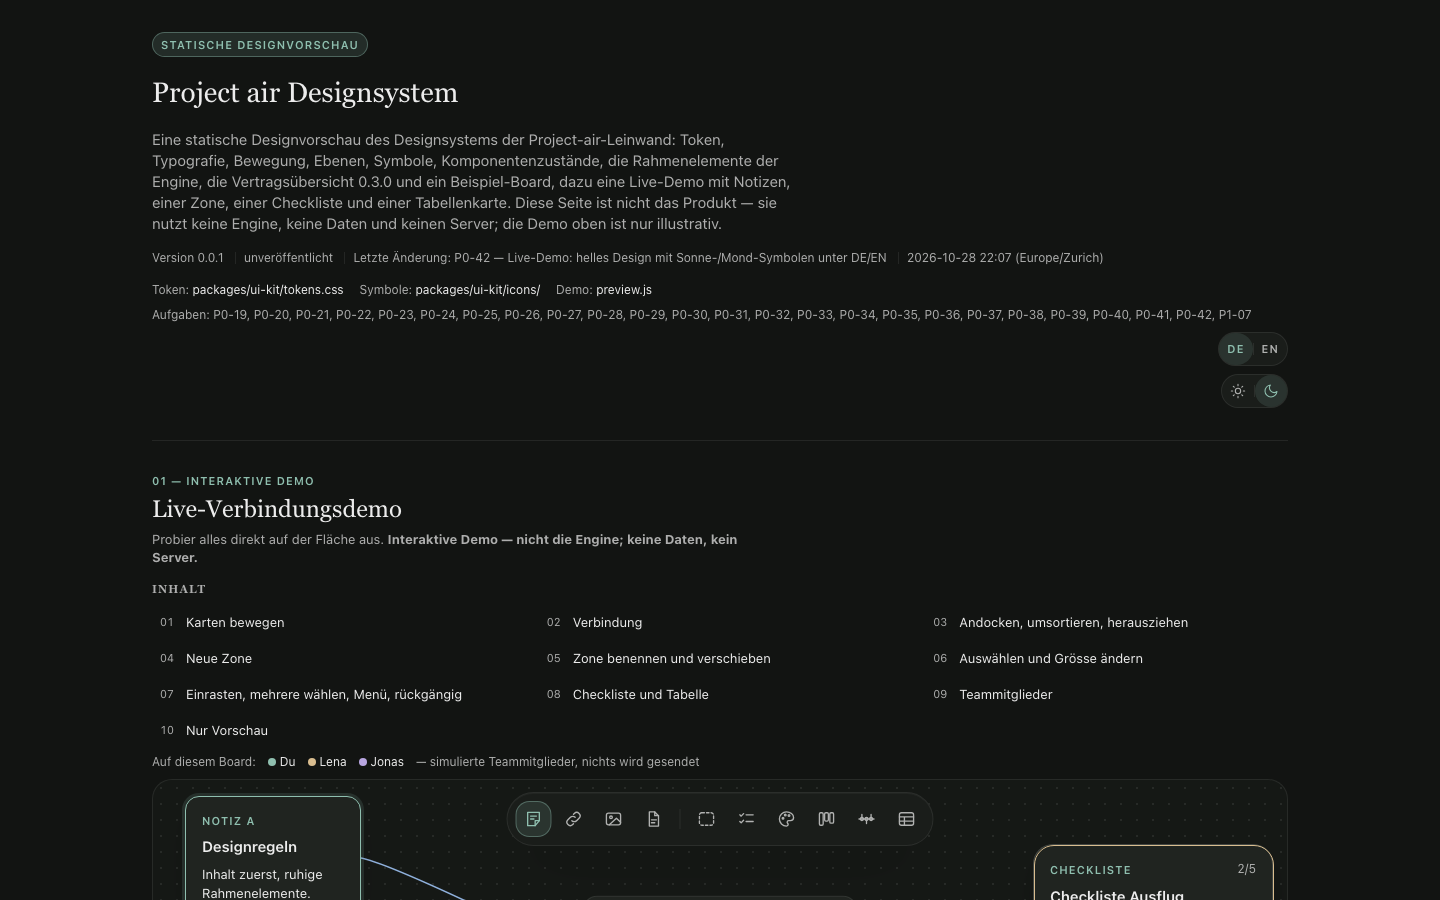 STATISCHE DESIGNVORSCHAU
Project air Designsystem
Eine statische Designvorschau des Designsystems der Project-air-Leinwand: Token,
Typografie, Bewegung, Ebenen, Symbole, Komponentenzustände, die Rahmenelemente der
Engine, die Vertragsübersicht 0.3.0 und ein Beispiel-Board, dazu eine Live-Demo mit Notizen,
einer Zone, einer Checkliste und einer Tabellenkarte. Diese Seite ist nicht das Produkt — sie
nutzt keine Engine, keine Daten und keinen Server; die Demo oben ist nur illustrativ.
Version 0.0.1 unveröffentlicht Letzte Änderung: P0-42 — Live-Demo: helles Design mit Sonne-/Mond-Symbolen unter DE/EN 2026-10-28 22:07 (Europe/Zurich)
Token: packages/ui-kit/tokens.css Symbole: packages/ui-kit/icons/ Demo: preview.js
Aufgaben: P0-19, P0-20, P0-21, P0-22, P0-23, P0-24, P0-25, P0-26, P0-27, P0-28, P0-29, P0-30, P0-31, P0-32, P0-33, P0-34, P0-35, P0-36, P0-37, P0-38, P0-39, P0-40, P0-41, P0-42, P1-07
DE EN
01 — INTERAKTIVE DEMO
Live-Verbindungsdemo
Probier alles direkt auf der Fläche aus. Interaktive Demo — nicht die Engine; keine Daten, kein
Server.
INHALT
01 Karten bewegen
02 Verbindung
03 Andocken, umsortieren, herausziehen
04 Neue Zone
05 Zone benennen und verschieben
06 Auswählen und Grösse ändern
07 Einrasten, mehrere wählen, Menü, rückgängig
08 Checkliste und Tabelle
09 Teammitglieder
10 Nur Vorschau
Auf diesem Board: Du Lena Jonas — simulierte Teammitglieder, nichts wird gesendet
NOTIZ A
Designregeln
Inhalt zuerst, ruhige
Rahmenelemente.
CHECKLISTE 2/5
Checkliste Ausflug